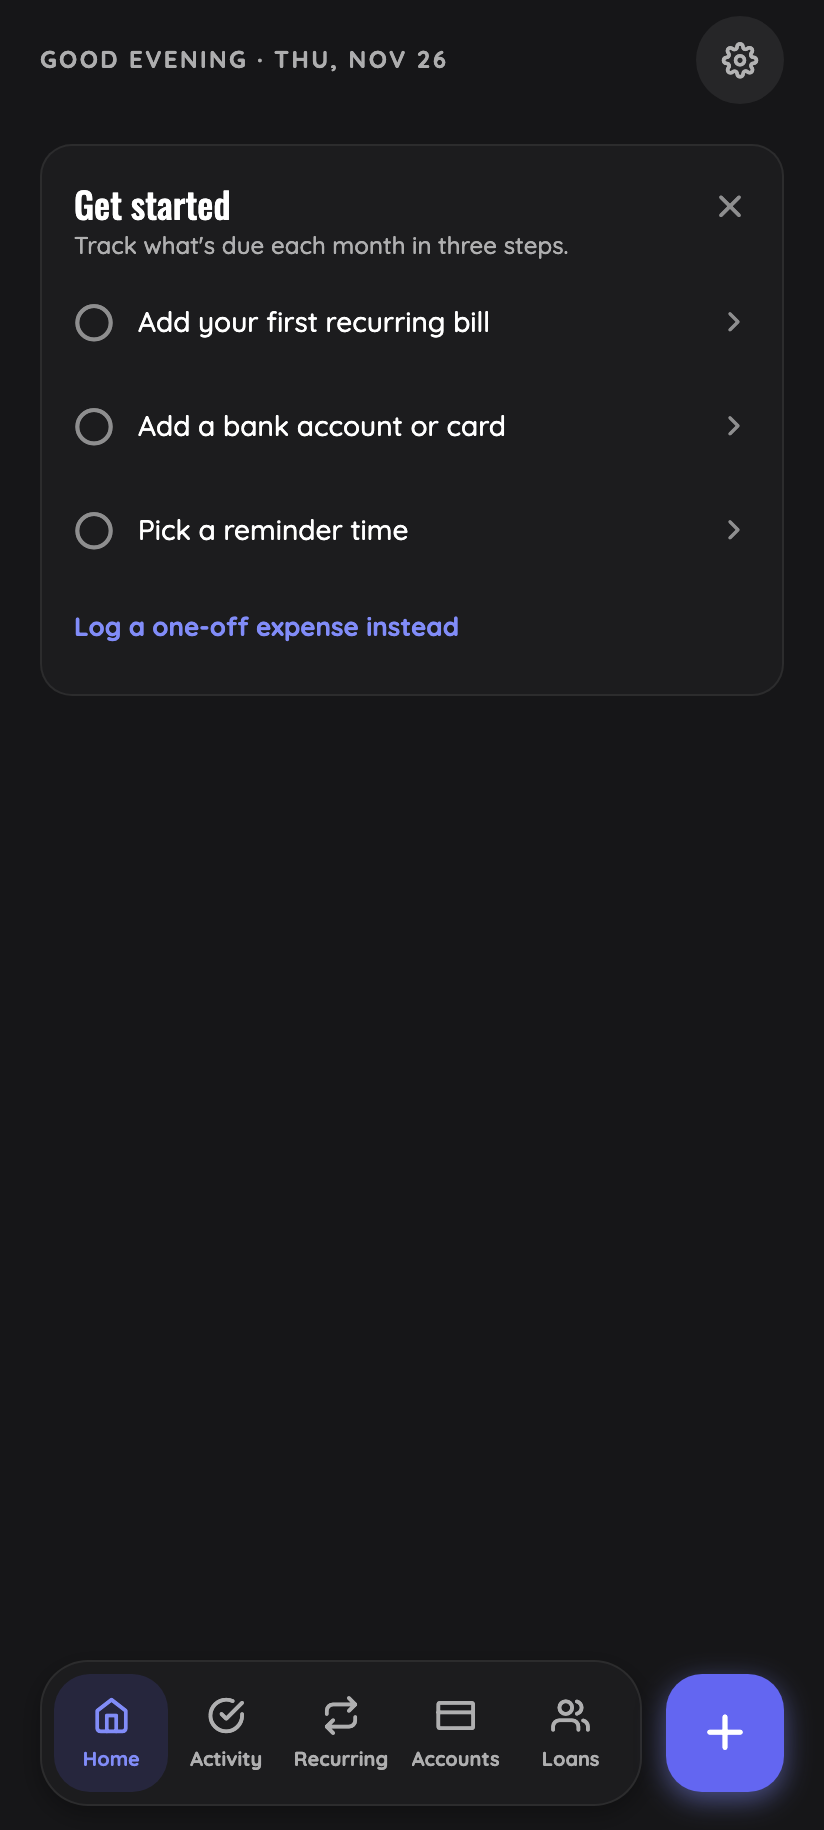 GOOD EVENING · THU, NOV 26
Get started
Track what's due each month in three steps.
Add your first recurring bill
Add a bank account or card
Pick a reminder time
Log a one-off expense instead
Home
Activity
Recurring
Accounts
Loans